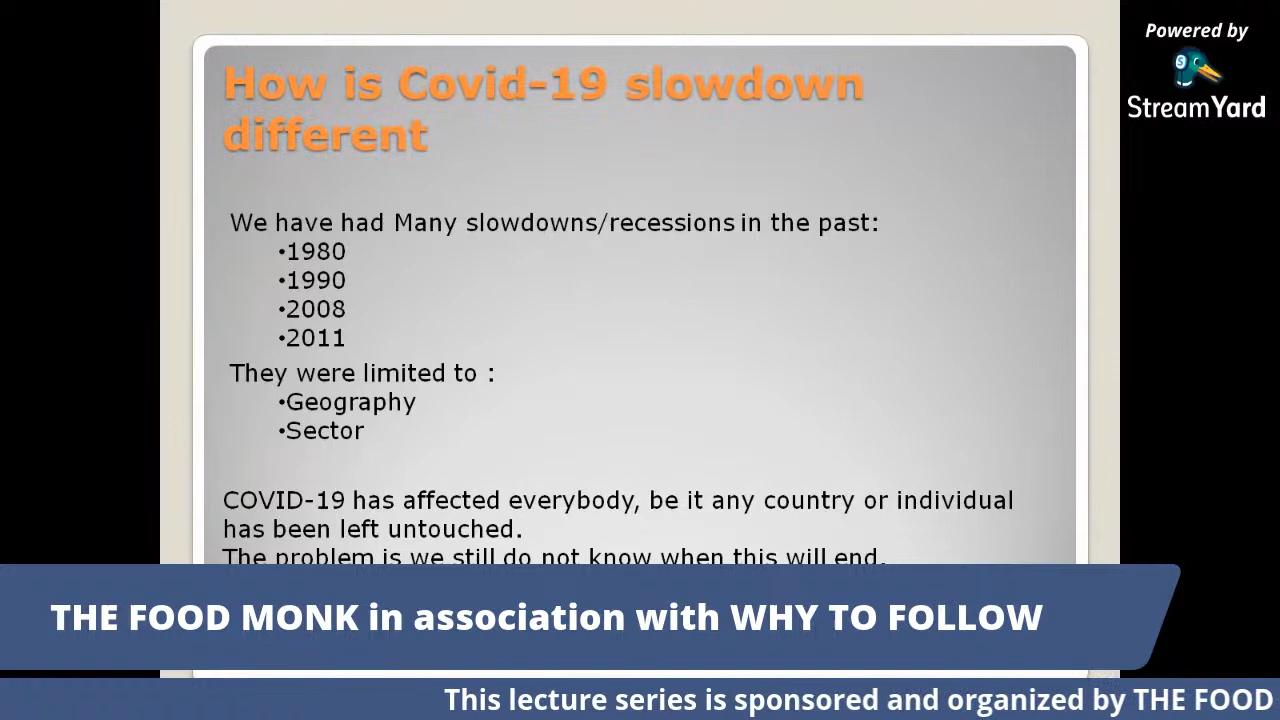 Powered by
StreamYard
How is Covid-19 slowdown
different
We have had Many slowdowns/recessions in the past:
•1980
•1990
•2008
•2011
They were limited to :
•Geography
•Sector
COVID-19 has affected everybody, be it any country or individual
has been left untouched.
The problem is we still do not know when this will end.
THE FOOD MONK in association with WHY TO FOLLOW
This lecture series is sponsored and organized by THE FOOD